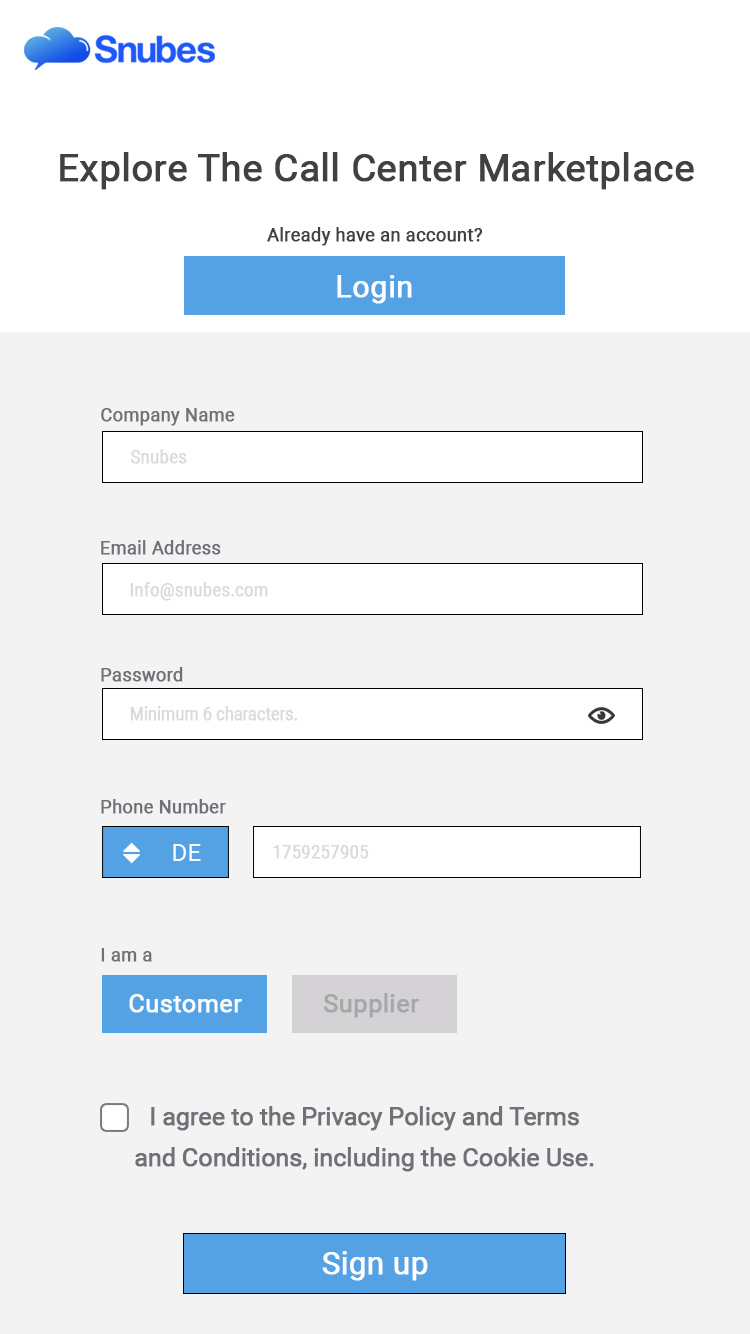 Snubes
Explore The Call Center Marketplace
Already have an account?
Login
Company Name
Snubes
Email Address
Info@snubes.com
Password
Minimum 6 characters.
Phone Number
DE
1759257905
I am a
Customer
Supplier
I agree to the Privacy Policy and Terms
and Conditions, including the Cookie Use.
Sign up